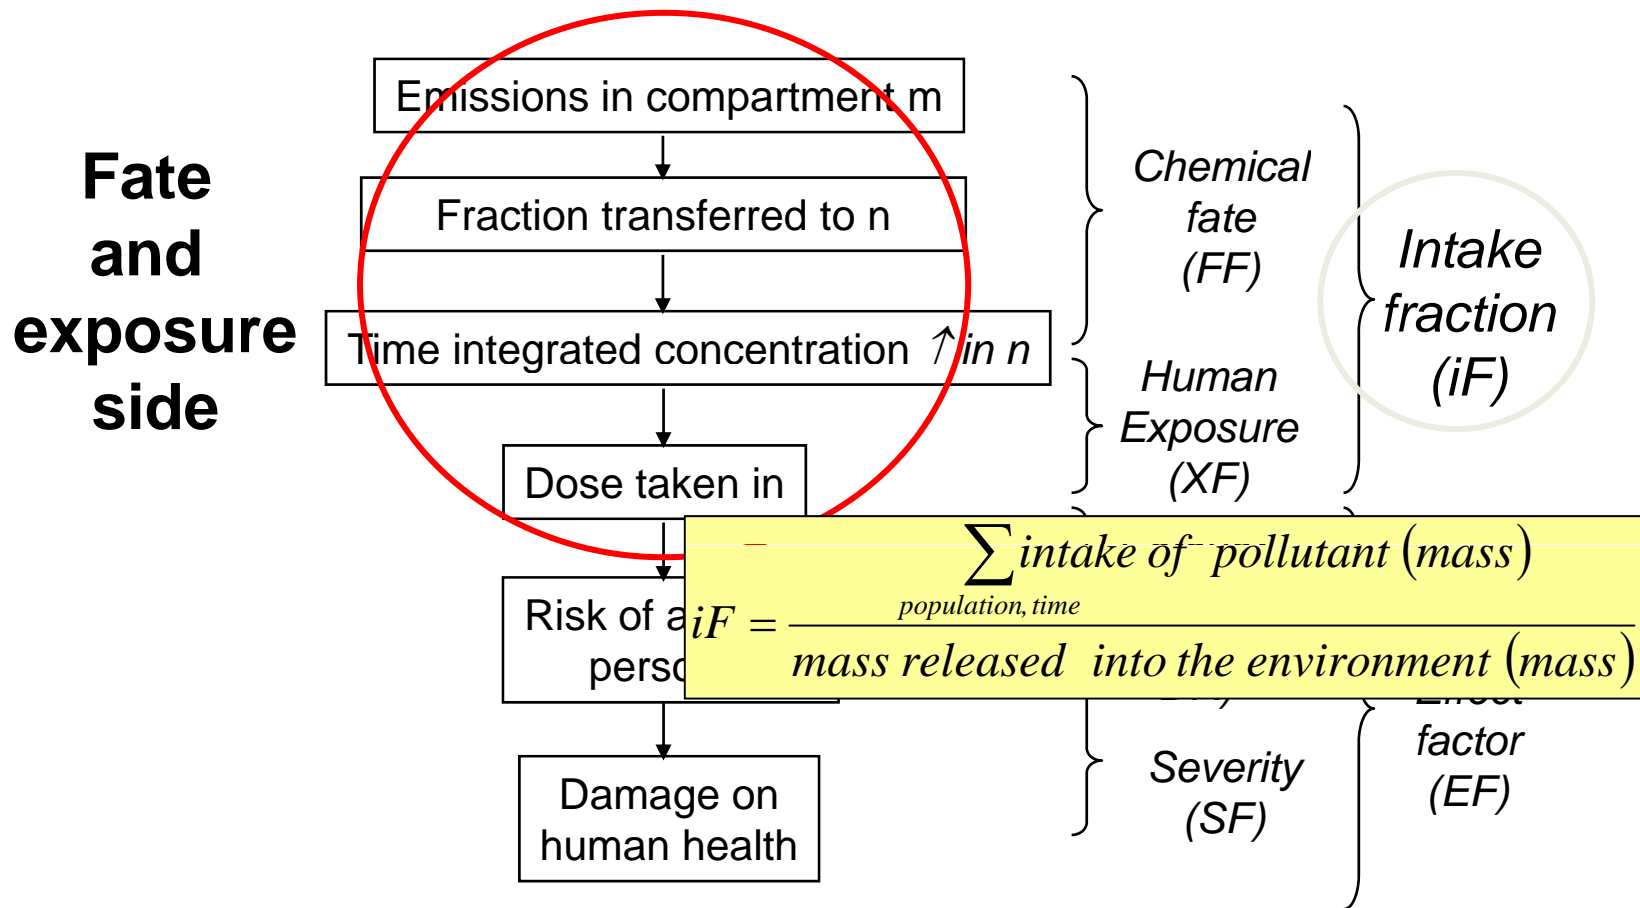 Fate
and
exposure
side
Emissions in compartment m
Fraction transferred to n
Time integrated concentration ↑ in n
Dose taken in
Risk of a
perso
Damage on
human health
Chemical
fate
(FF)
Human
Exposure
(XF)
Severity
(SF)
Intake
fraction
(iF)
Effect
factor
(EF)
∑ intake of pollutant (mass)
population, time
iF =
mass released into the environment (mass)